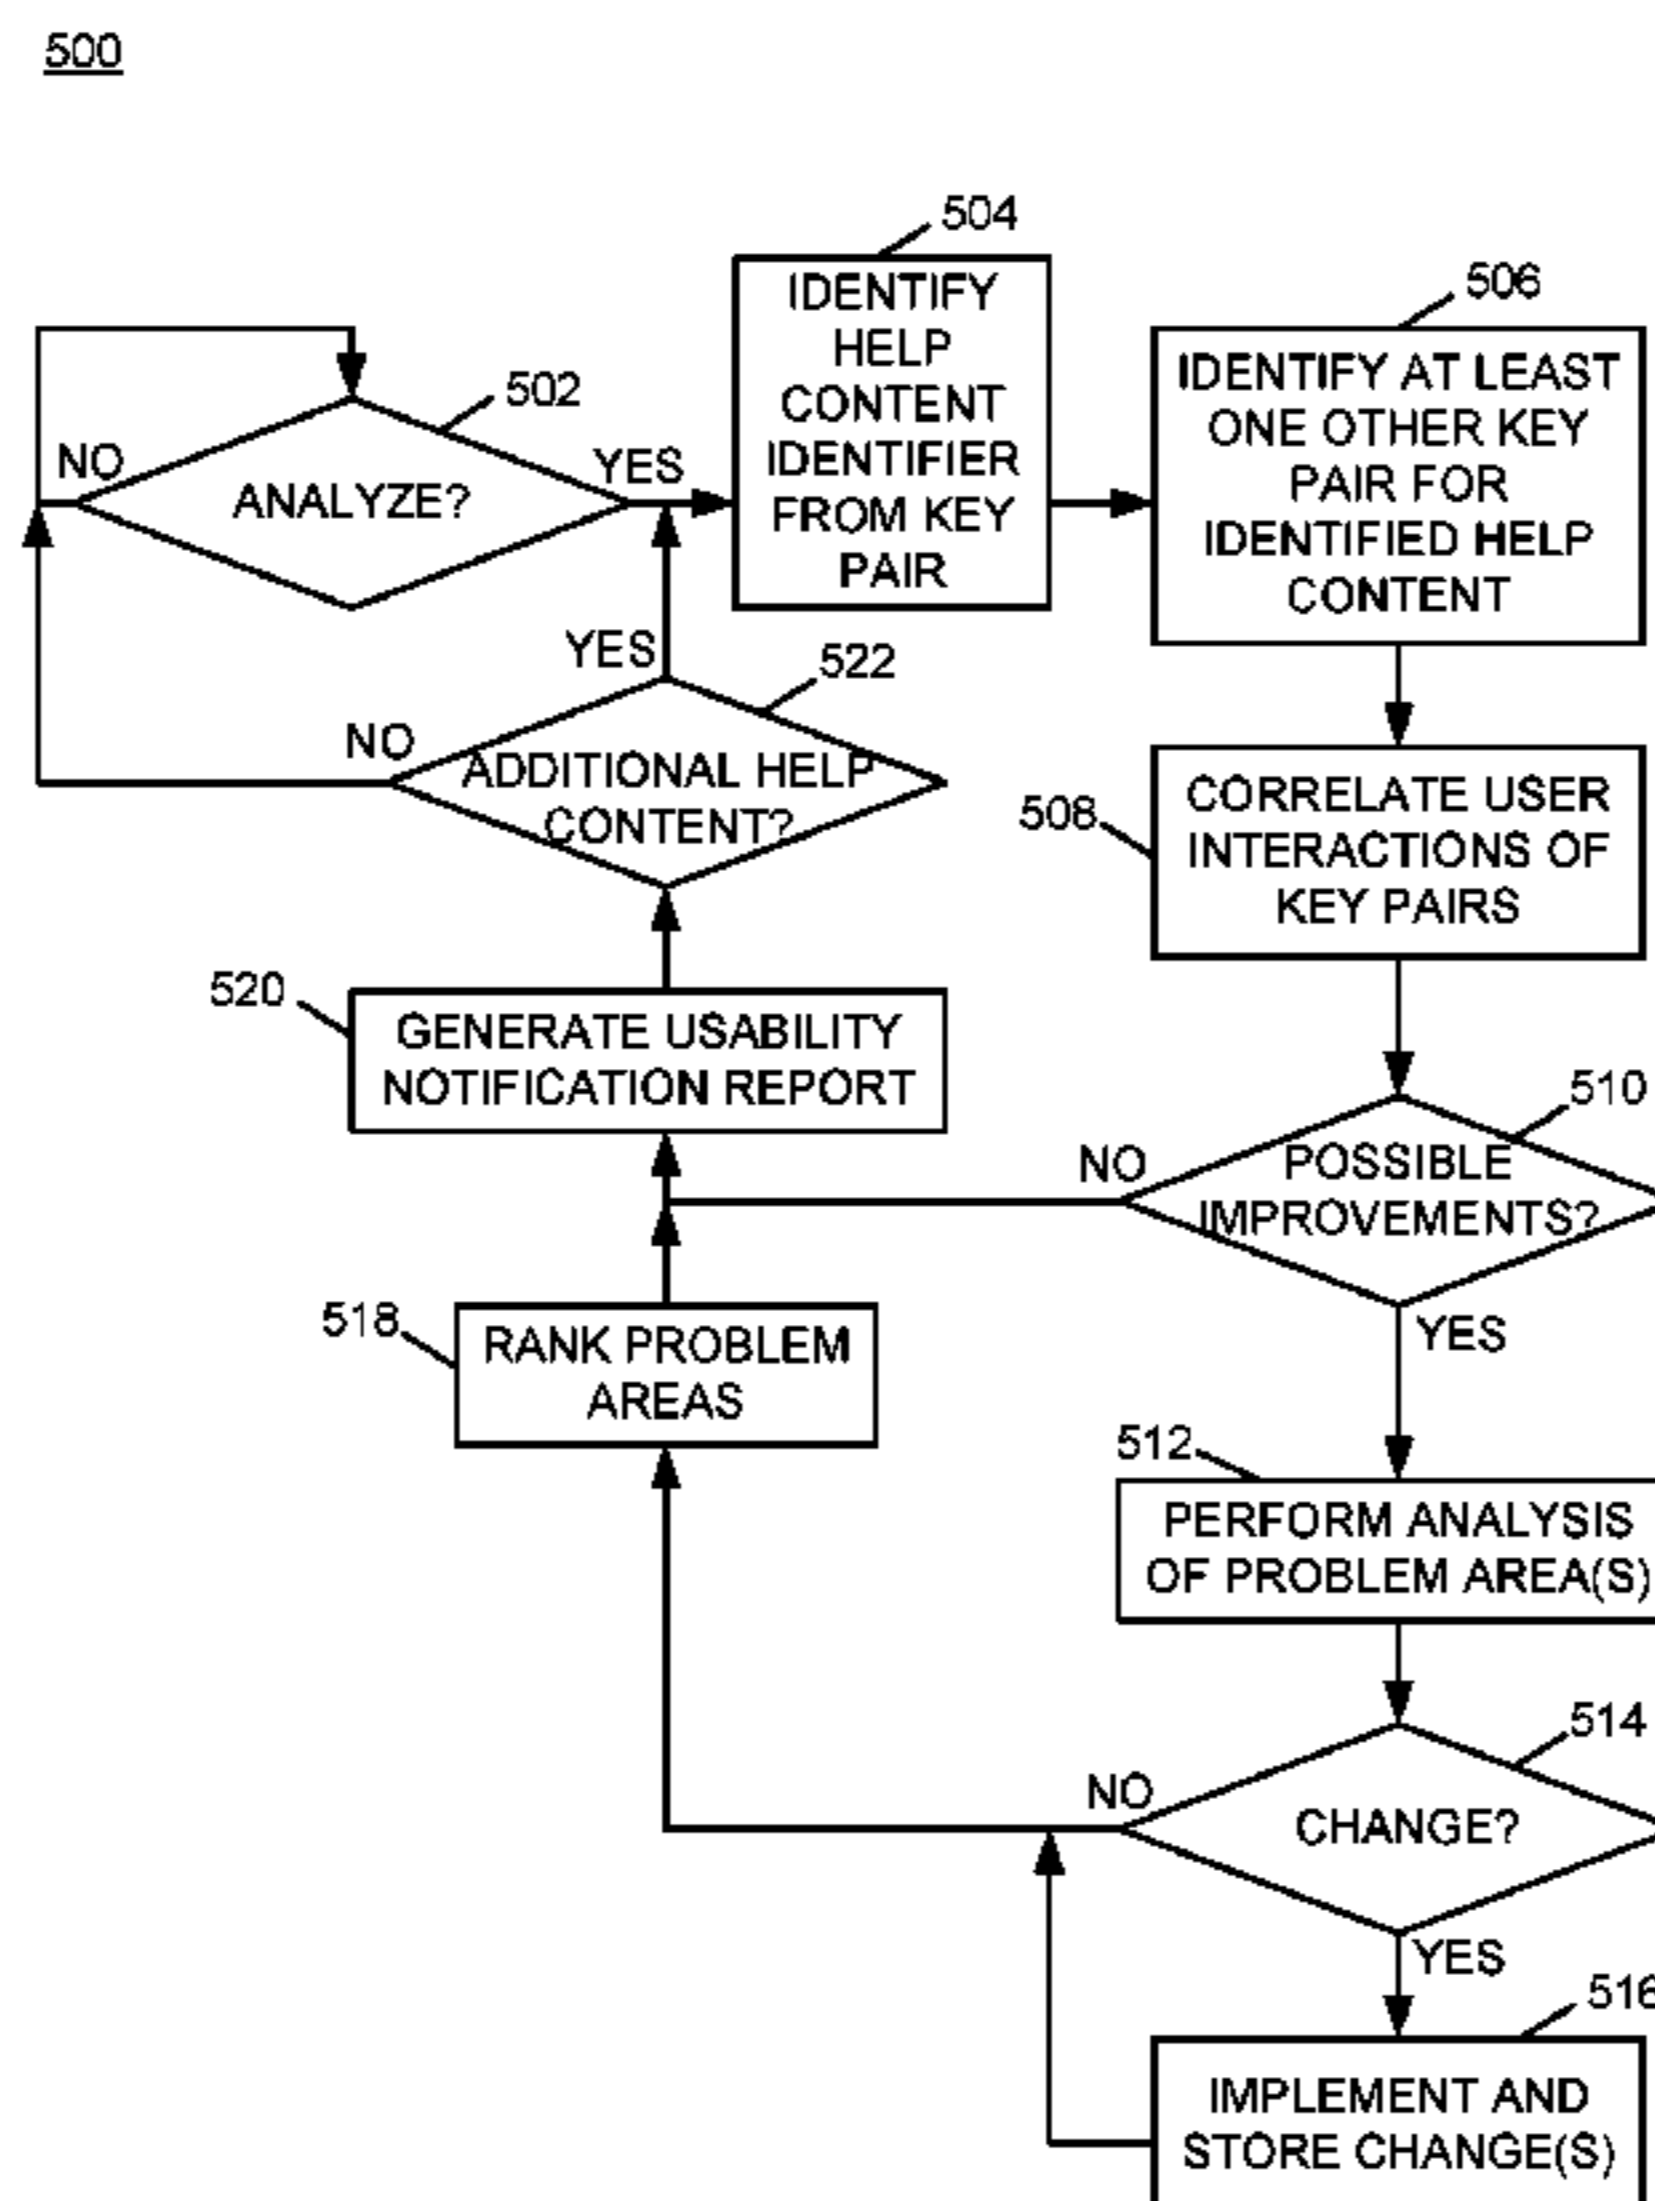 500
504
IDENTIFY
HELP
CONTENT
IDENTIFIER
FROM KEY
PAIR
506
IDENTIFY AT LEAST
ONE OTHER KEY
PAIR FOR
IDENTIFIED HELP
CONTENT
502
NO
YES
ANALYZE?
YES
522
NO
ADDITIONAL HELP
CONTENT?
508
CORRELATE USER
INTERACTIONS OF
KEY PAIRS
520
GENERATE USABILITY
NOTIFICATION REPORT
510
NO
POSSIBLE
IMPROVEMENTS?
YES
518
RANK PROBLEM
AREAS
512
PERFORM ANALYSIS
OF PROBLEM AREA(S)
514
NO
CHANGE?
YES
516
IMPLEMENT AND
STORE CHANGE(S)